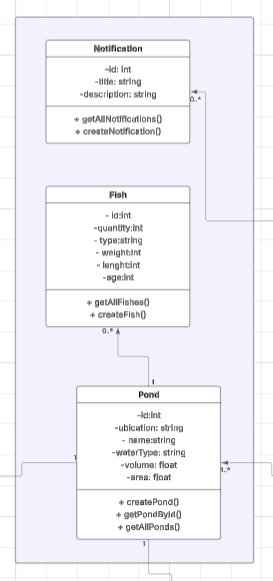 Notification
-id: int
-title: string
-description: string
+ getAllNotifications()
+ createNotification()
0..*
Fish
- id:int
-quantity:int
- type:string
- weight:int
- lenght:int
-age:int
+ getAllFishes()
+ createFish()
0..*
1
Pond
-id:int
-ubication: string
- name:string
-waterType: string
-volume: float
-area: float
1
1..*
+ createPond()
+ getPondById()
+ getAllPonds()
1